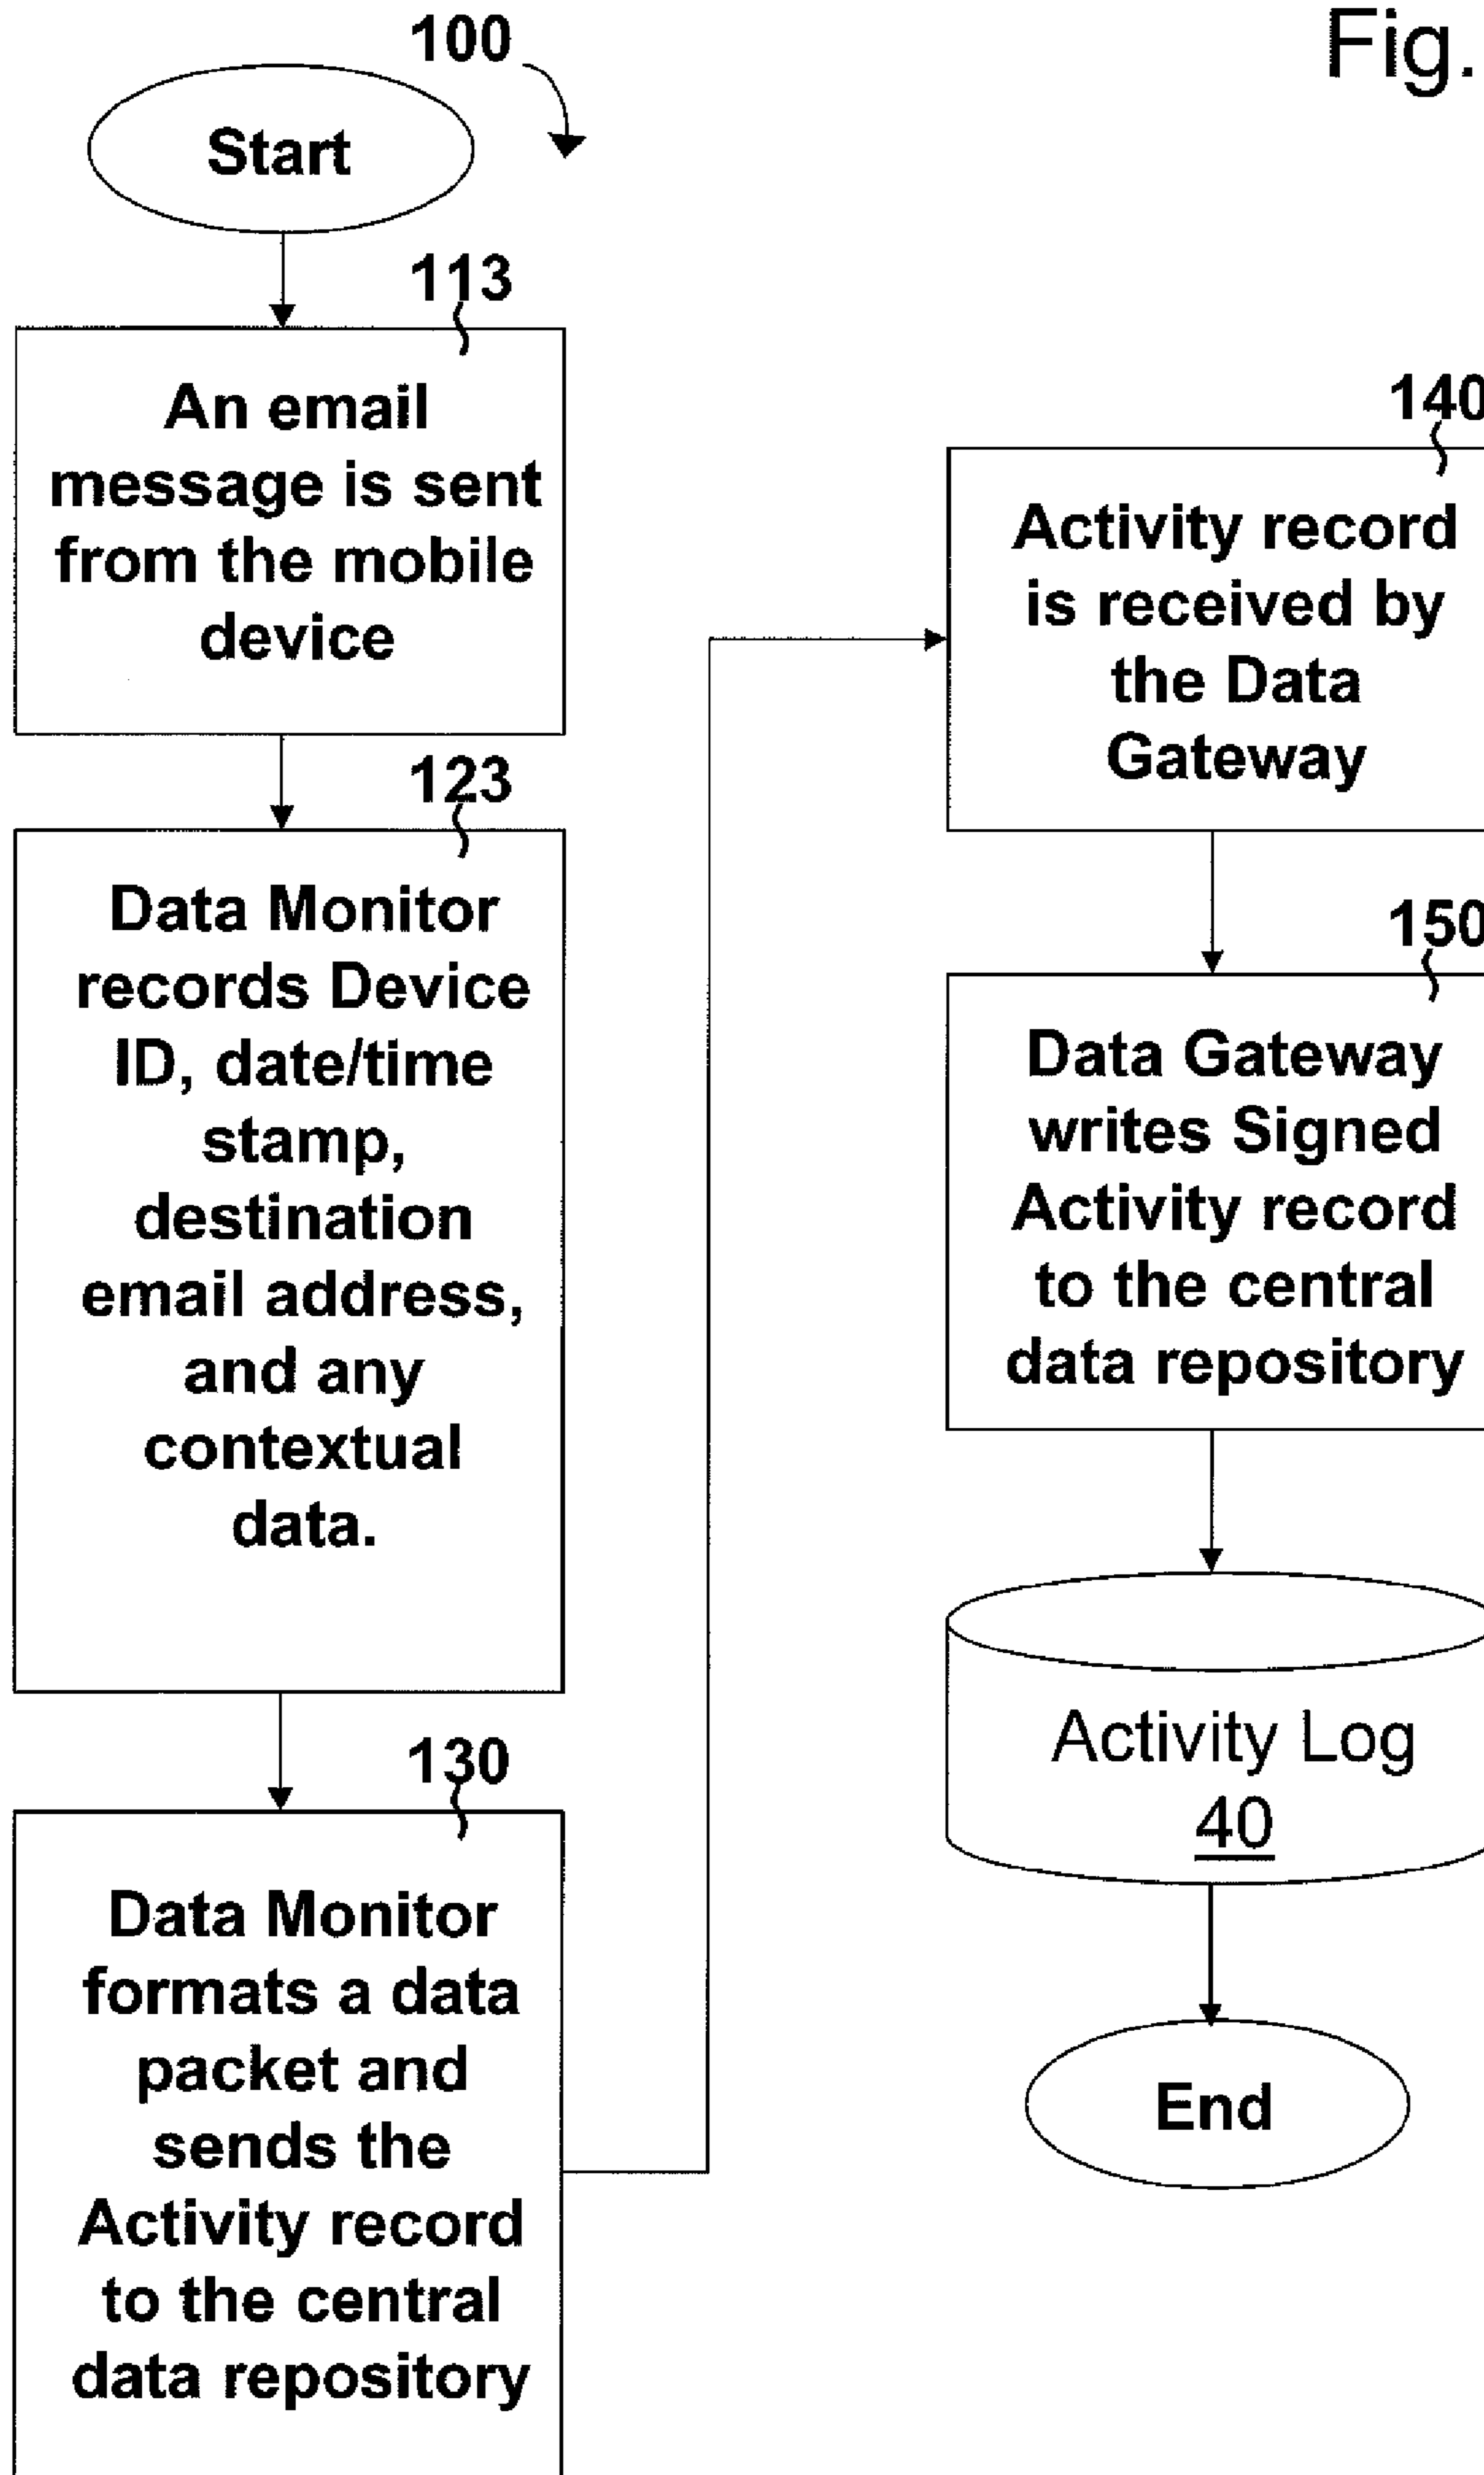 100
Fig.
Start
113
An email
message is sent
from the mobile
device
123
Data Monitor
records Device
ID, date/time
stamp,
destination
email address,
and any
contextual
data.
130
Data Monitor
formats a data
packet and
sends the
Activity record
to the central
data repository
140
Activity record
is received by
the Data
Gateway
150
Data Gateway
writes Signed
Activity record
to the central
data repository
Activity Log
40
End